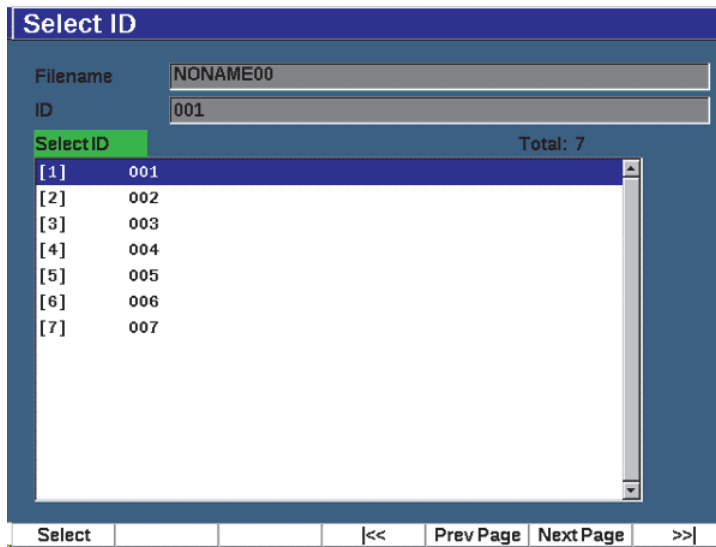 Select ID
Filename NONAME00
ID 001
Select ID Total: 7
[1] 001
[2] 002
[3] 003
[4] 004
[5] 005
[6] 006
[7] 007
Select |<< Prev Page Next Page >>|